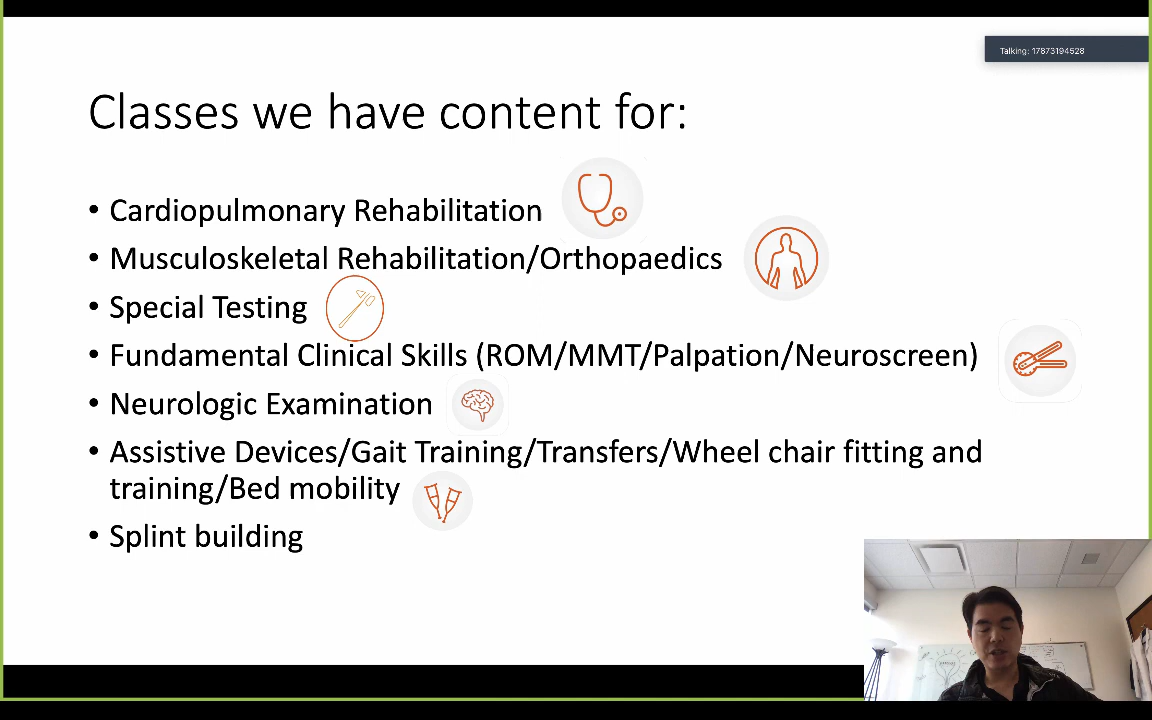 Talking: 17873194528
Classes we have content for:
• Cardiopulmonary Rehabilitation
• Musculoskeletal Rehabilitation/Orthopaedics
• Special Testing
• Fundamental Clinical Skills (ROM/MMT/Palpation/Neuroscreen)
• Neurologic Examination
• Assistive Devices/Gait Training/Transfers/Wheel chair fitting and
training/Bed mobility
• Splint building